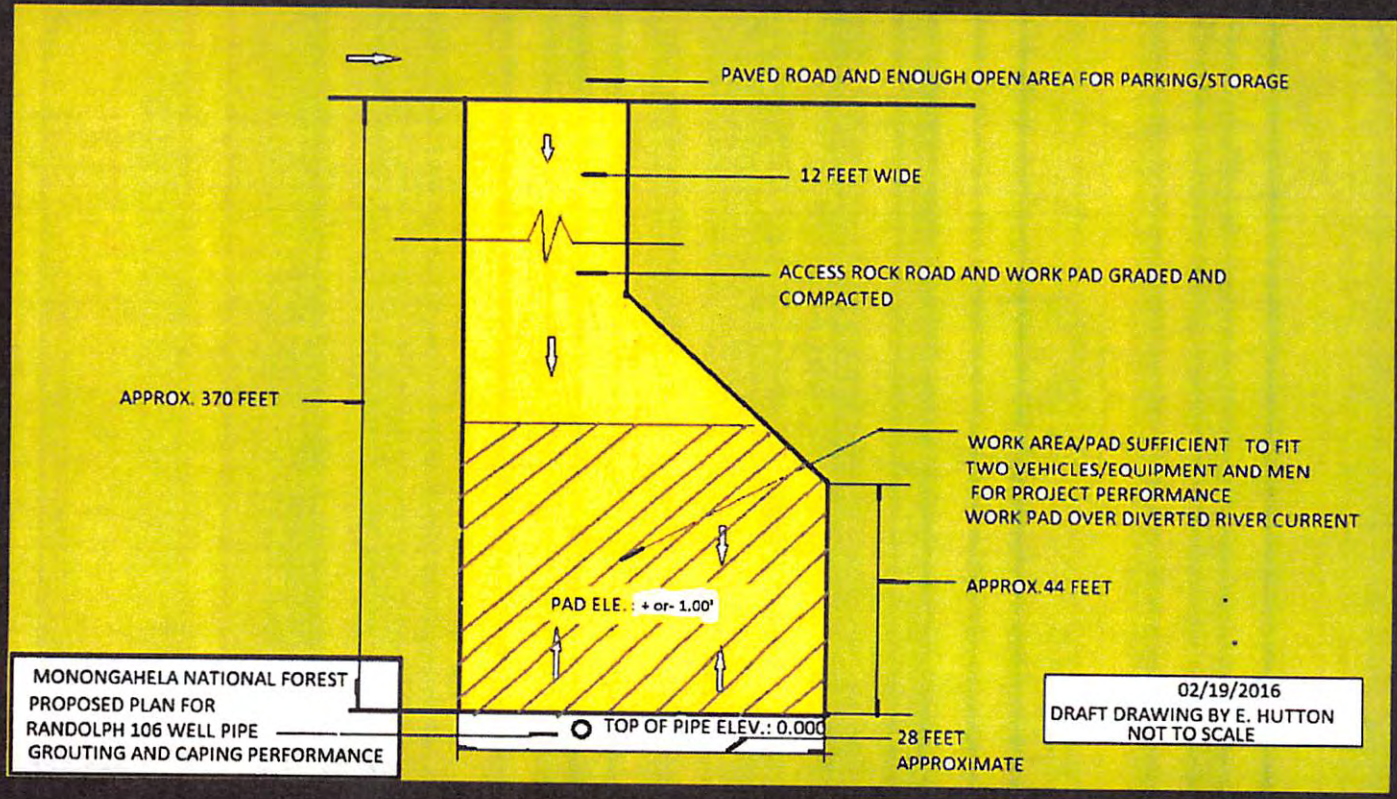 PAVED ROAD AND ENOUGH OPEN AREA FOR PARKING/STORAGE
12 FEET WIDE
ACCESS ROCK ROAD AND WORK PAD GRADED AND
COMPACTED
APPROX. 370 FEET
WORK AREA/PAD SUFFICIENT TO FIT
TWO VEHICLES/EQUIPMENT AND MEN
FOR PROJECT PERFORMANCE
WORK PAD OVER DIVERTED RIVER CURRENT
APPROX.44 FEET
PAD ELE. : + or- 1.00'
MONONGAHELA NATIONAL FOREST
PROPOSED PLAN FOR
RANDOLPH 106 WELL PIPE
GROUTING AND CAPING PERFORMANCE
TOP OF PIPE ELEV.: 0.000
28 FEET
APPROXIMATE
02/19/2016
DRAFT DRAWING BY E. HUTTON
NOT TO SCALE